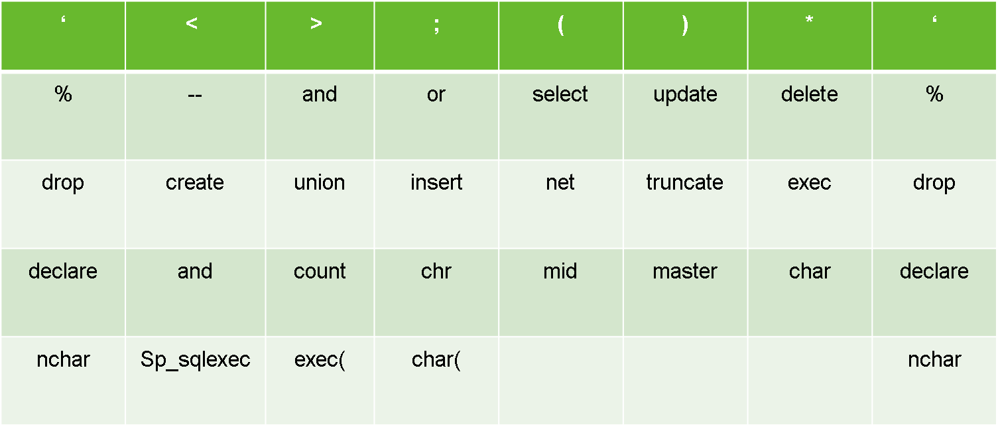 ‘ < > ; ( ) * ‘
% -- and or select update delete %
drop create union insert net truncate exec drop
declare and count chr mid master char declare
nchar Sp_sqlexec exec( char( nchar